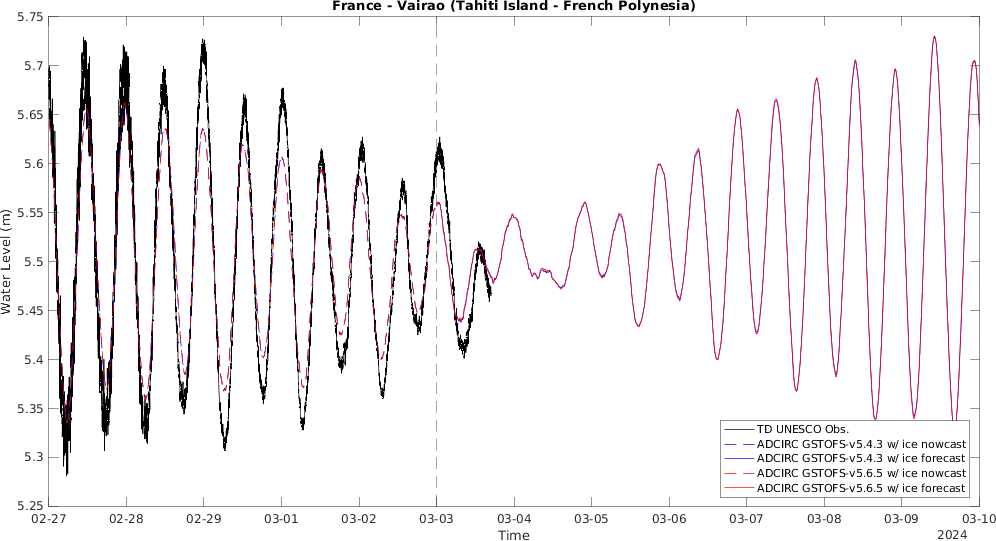 France - Vairao (Tahiti Island - French Polynesia)
5.75
5.7
5.65
5.6
5.55
5.5
5.45
5.4
5.35
5.3
5.25
Water Level (m)
TD UNESCO Obs.
ADCIRC GSTOFS-v5.4.3 w/ ice nowcast
ADCIRC GSTOFS-v5.4.3 w/ ice forecast
ADCIRC GSTOFS-v5.6.5 w/ ice nowcast
ADCIRC GSTOFS-v5.6.5 w/ ice forecast
02-27 02-28 02-29 03-01 03-02 03-03 03-04 03-05 03-06 03-07 03-08 03-09 03-10
Time
2024